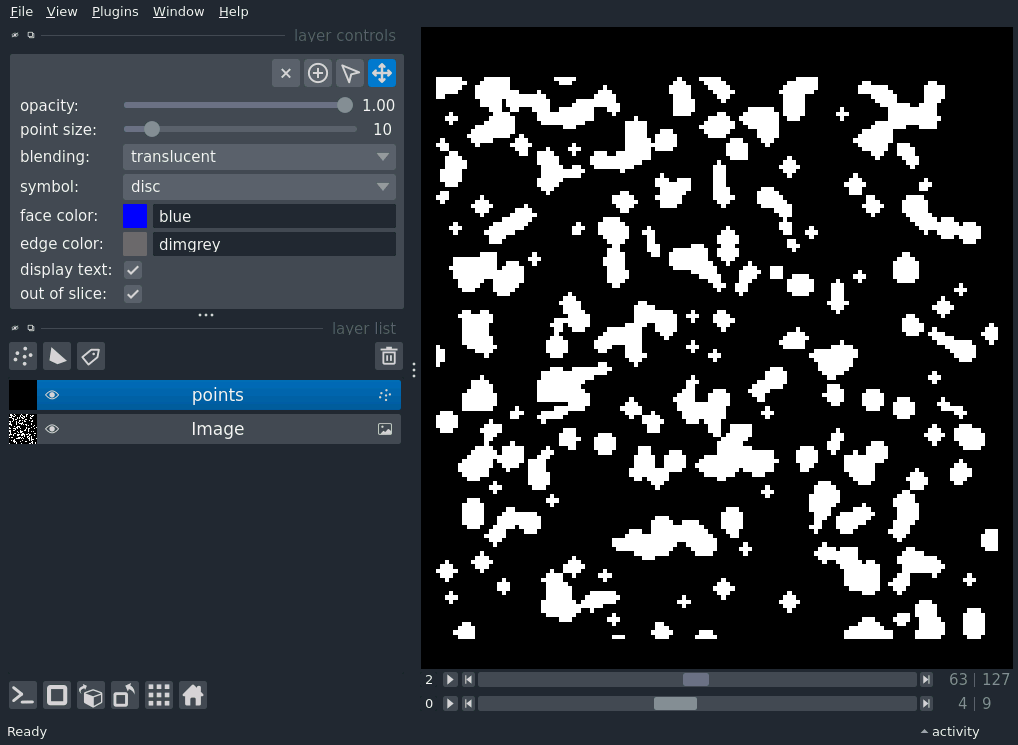 File View Plugins Window Help
layer controls
opacity: 1.00
point size: 10
blending: translucent
symbol: disc
face color: blue
edge color: dimgrey
display text:
out of slice:
layer list
points
Image
2 63 | 127
0 4 | 9
Ready activity